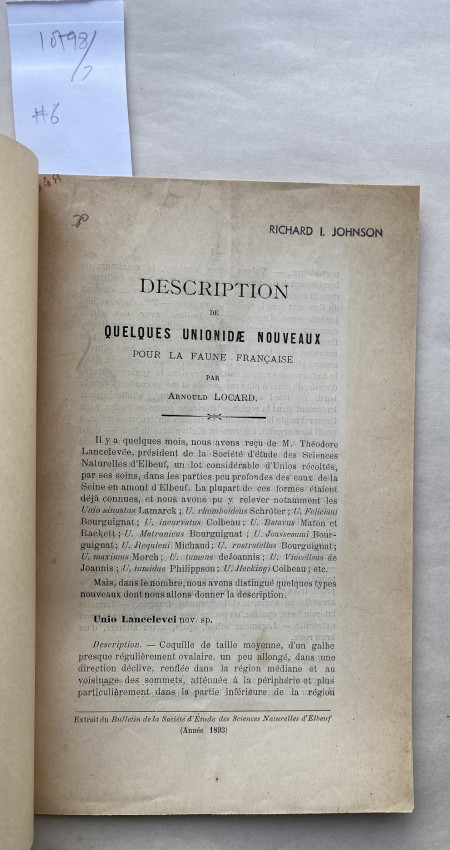 10798/
#6
RICHARD I. JOHNSON
DESCRIPTION
DE
QUELQUES UNIONIDÆ NOUVEAUX
POUR LA FAUNE FRANÇAISE
PAR
ARNOULD LOCARD.
Il y a quelques mois, nous avons reçu de M. Théodore
Lancelevée, président de la Société d'étude des Sciences
Naturelles d'Elbeuf, un lot considérable d'Unios récoltés,
par ses soins, dans les partics peu profondes des eaux de la
Seine en amont d'Elbeuf. La plupart de ces formes étaient
déjà connues, et nous avons pu y relever notamment les
Unio sinuatus Lamarck ; U. rhomboideus Schröter ; U. Feliciani
Bourguignat ; U. incurvatus Colbeau ; U. Batavus Maton et
Rackett ; U. Matronicus Bourguignat ; U. Jousseaumi Bour-
guignat ; U. Requieni Michaud ; U. rostratellus Bourguignat ;
U. maximus Morch ; U. tumens deJoannis ; U. Vincelleus de
Joannis ; U. tumidus Philippson ; U. Heckingi Colbeau ; etc.
Mais, dans le nombre, nous avons distingué quelques types
nouveaux dont nous allons donner la description.
Unio Lancelevei nov. sp.
Description. — Coquille de taille moyenne, d'un galbe
presque régulièrement ovalaire, un peu allongé, dans une
direction déclive, renflée dans la région médiane et au
voisinage des sommets, atténuée à la périphérie et plus
particulièrement dans la partie inférieure de la région
Extrait du Bulletin de la Société d'Étude des Sciences Naturelles d'Elbeuf
(Année 1893)